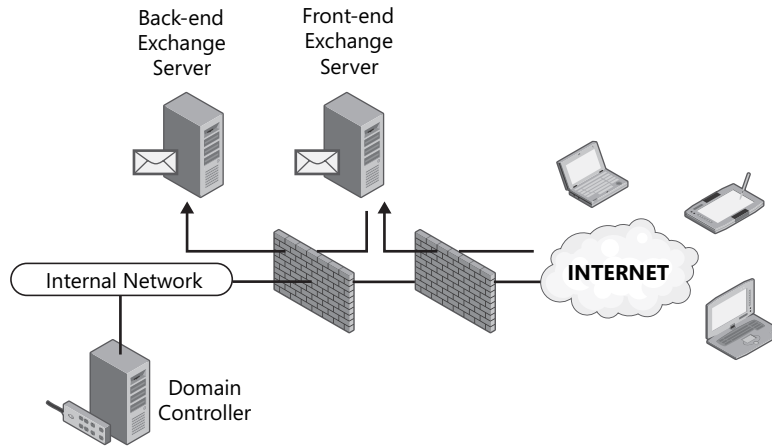 Back-end
Exchange
Server
Front-end
Exchange
Server
INTERNET
Internal Network
Domain
Controller